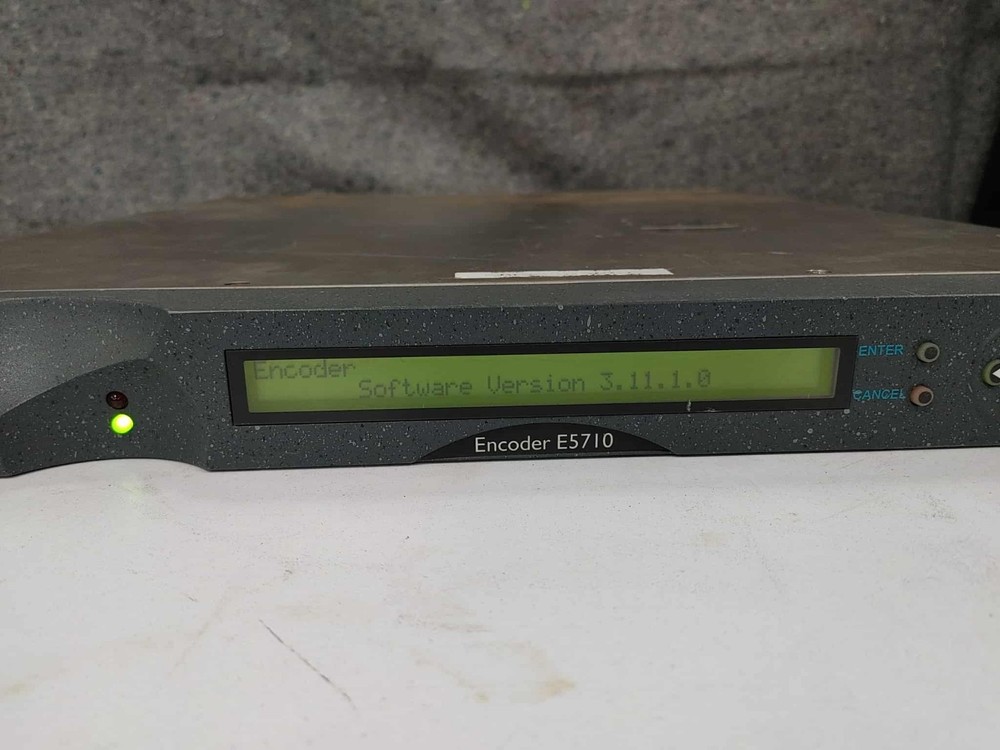 Encoder
Software Version 3.11.1.0
ENTER
CANCEL
Encoder E5710